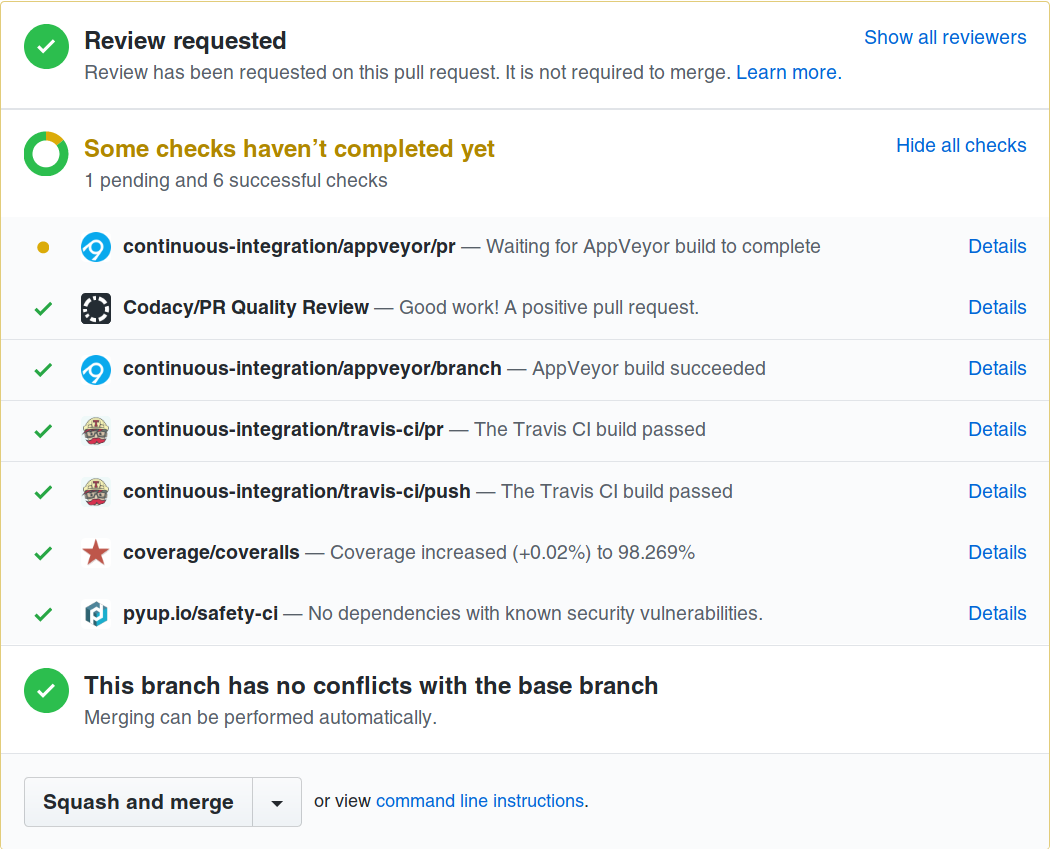 Review requested
Show all reviewers
Review has been requested on this pull request. It is not required to merge. Learn more.
Some checks haven’t completed yet
Hide all checks
1 pending and 6 successful checks
continuous-integration/appveyor/pr — Waiting for AppVeyor build to complete Details
Codacy/PR Quality Review — Good work! A positive pull request. Details
continuous-integration/appveyor/branch — AppVeyor build succeeded Details
continuous-integration/travis-ci/pr — The Travis CI build passed Details
continuous-integration/travis-ci/push — The Travis CI build passed Details
coverage/coveralls — Coverage increased (+0.02%) to 98.269% Details
pyup.io/safety-ci — No dependencies with known security vulnerabilities. Details
This branch has no conflicts with the base branch
Merging can be performed automatically.
Squash and merge or view command line instructions.